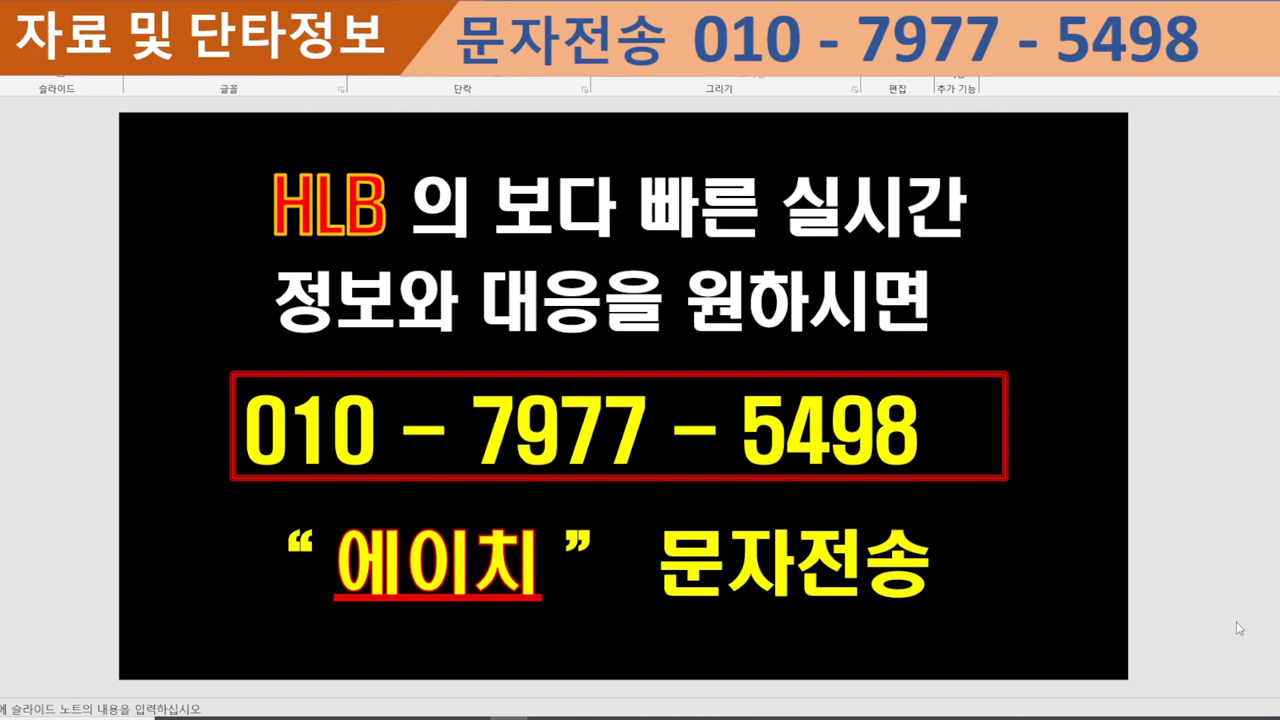 자료 및 단타정보 문자전송 010 - 7977 - 5498
슬라이드 글꼴 단락 그리기 편집 추가 기능
HLB 의 보다 빠른 실시간
정보와 대응을 원하시면
010 - 7977 - 5498
“ 에이치 ” 문자전송
에 슬라이드 노트의 내용을 입력하십시오